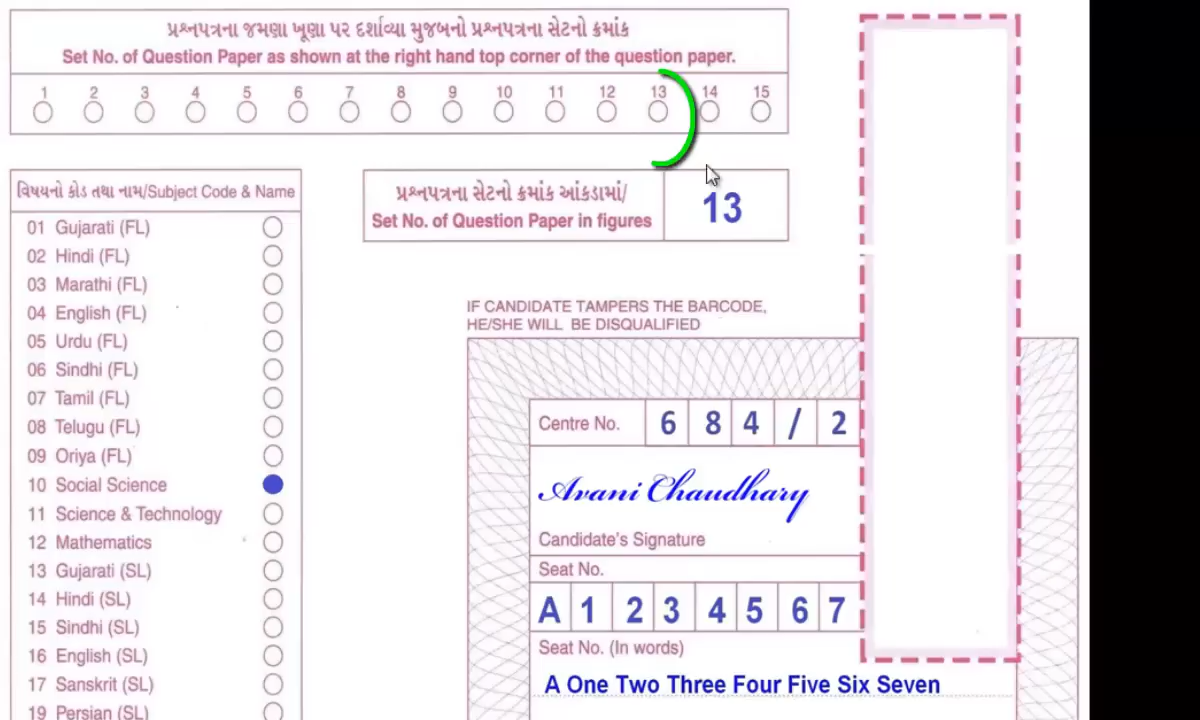 પ્રશ્નપત્રના જમણા ખૂણા પર દર્શાવ્યા મુજબનો પ્રશ્નપત્રના સેટનો ક્રમાંક
Set No. of Question Paper as shown at the right hand top corner of the question paper.
1 2 3 4 5 6 7 8 9 10 11 12 13 14 15
વિષયનો કોડ તથા નામ/Subject Code & Name
01 Gujarati (FL)
02 Hindi (FL)
03 Marathi (FL)
04 English (FL)
05 Urdu (FL)
06 Sindhi (FL)
07 Tamil (FL)
08 Telugu (FL)
09 Oriya (FL)
10 Social Science
11 Science & Technology
12 Mathematics
13 Gujarati (SL)
14 Hindi (SL)
15 Sindhi (SL)
16 English (SL)
17 Sanskrit (SL)
19 Persian (SL)
પ્રશ્નપત્રના સેટનો ક્રમાંક આંકડામાં/
Set No. of Question Paper in figures
13
IF CANDIDATE TAMPERS THE BARCODE,
HE/SHE WILL BE DISQUALIFIED
Centre No. 6 8 4 / 2
Avani Chaudhary
Candidate's Signature
Seat No.
A 1 2 3 4 5 6 7
Seat No. (In words)
A One Two Three Four Five Six Seven